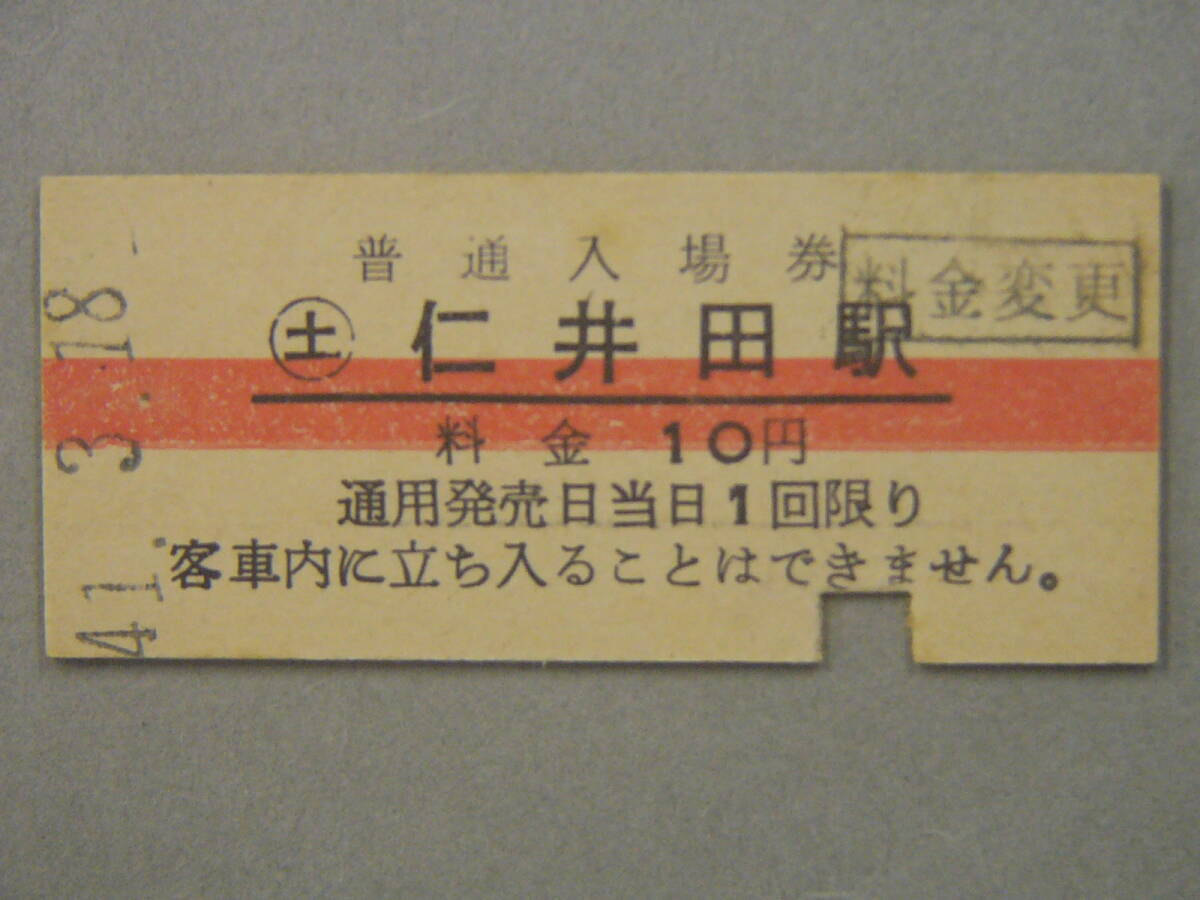 普通入場券
料金変更
㊏仁井田駅
料金 10円
通用発売日当日1回限り
客車内に立ち入ることはできません。
41. 3.18